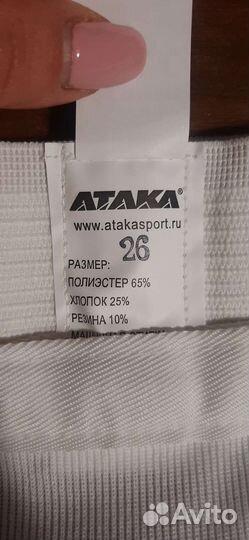 ATAKA®
www.atakasport.ru
26
РАЗМЕР:
ПОЛИЭСТЕР 65%
ХЛОПОК 25%
РЕЗИНА 10%
Avito